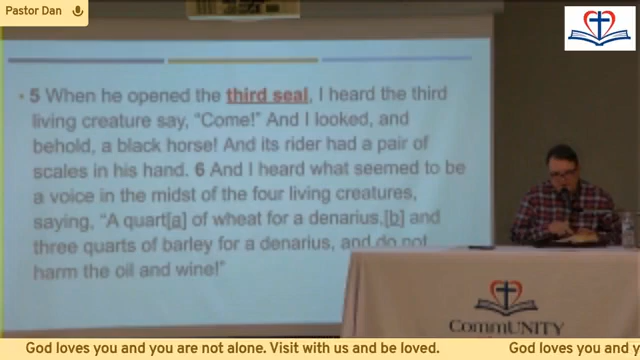 Pastor Dan
• 5 When he opened the third seal, I heard the third
living creature say, “Come!” And I looked, and
behold, a black horse! And its rider had a pair of
scales in his hand. 6 And I heard what seemed to be
a voice in the midst of the four living creatures,
saying, “A quart[a] of wheat for a denarius,[b] and
three quarts of barley for a denarius, and do not
harm the oil and wine!”
CommUNITY
God loves you and you are not alone. Visit with us and be loved.
God loves you and y